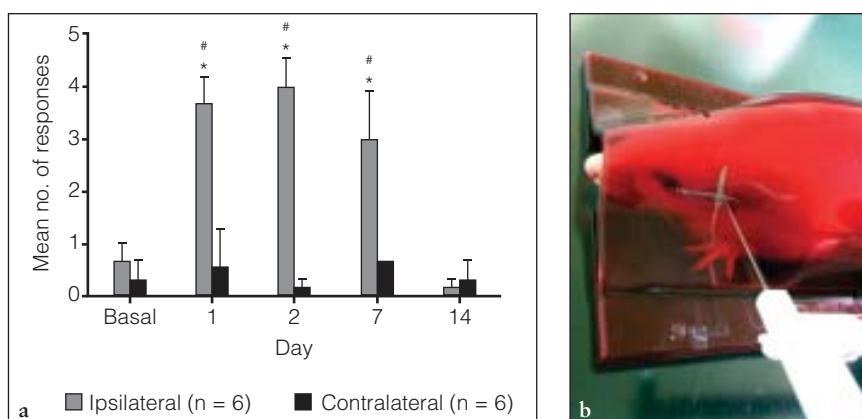 5
4
3
2
1
0
Mean no. of responses
# # #
* * *
Basal 1 2 7 14
Day
a
Ipsilateral (n = 6) Contralateral (n = 6)
b